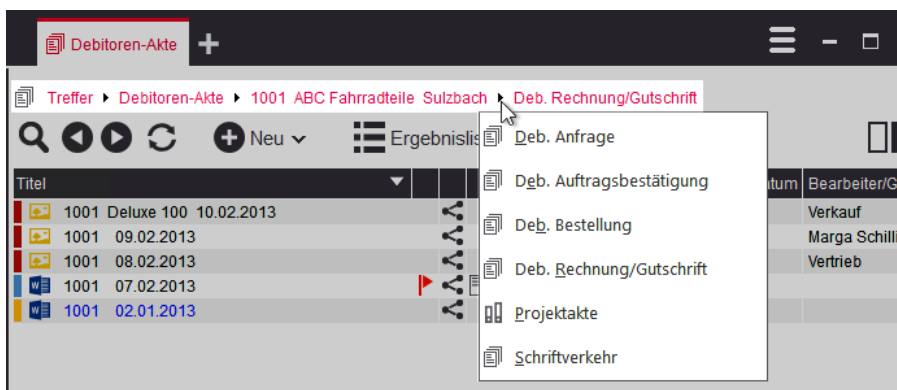 Debitoren-Akte
Treffer Debitoren-Akte 1001 ABC Fahrradteile Sulzbach Deb. Rechnung/Gutschrift
Neu Ergebnislis
Titel tum Bearbeiter/G
1001 Deluxe 100 10.02.2013 Verkauf
1001 09.02.2013 Marga Schilli
1001 08.02.2013 Vertrieb
1001 07.02.2013
1001 02.01.2013
Deb. Anfrage
Deb. Auftragsbestätigung
Deb. Bestellung
Deb. Rechnung/Gutschrift
Projektakte
Schriftverkehr